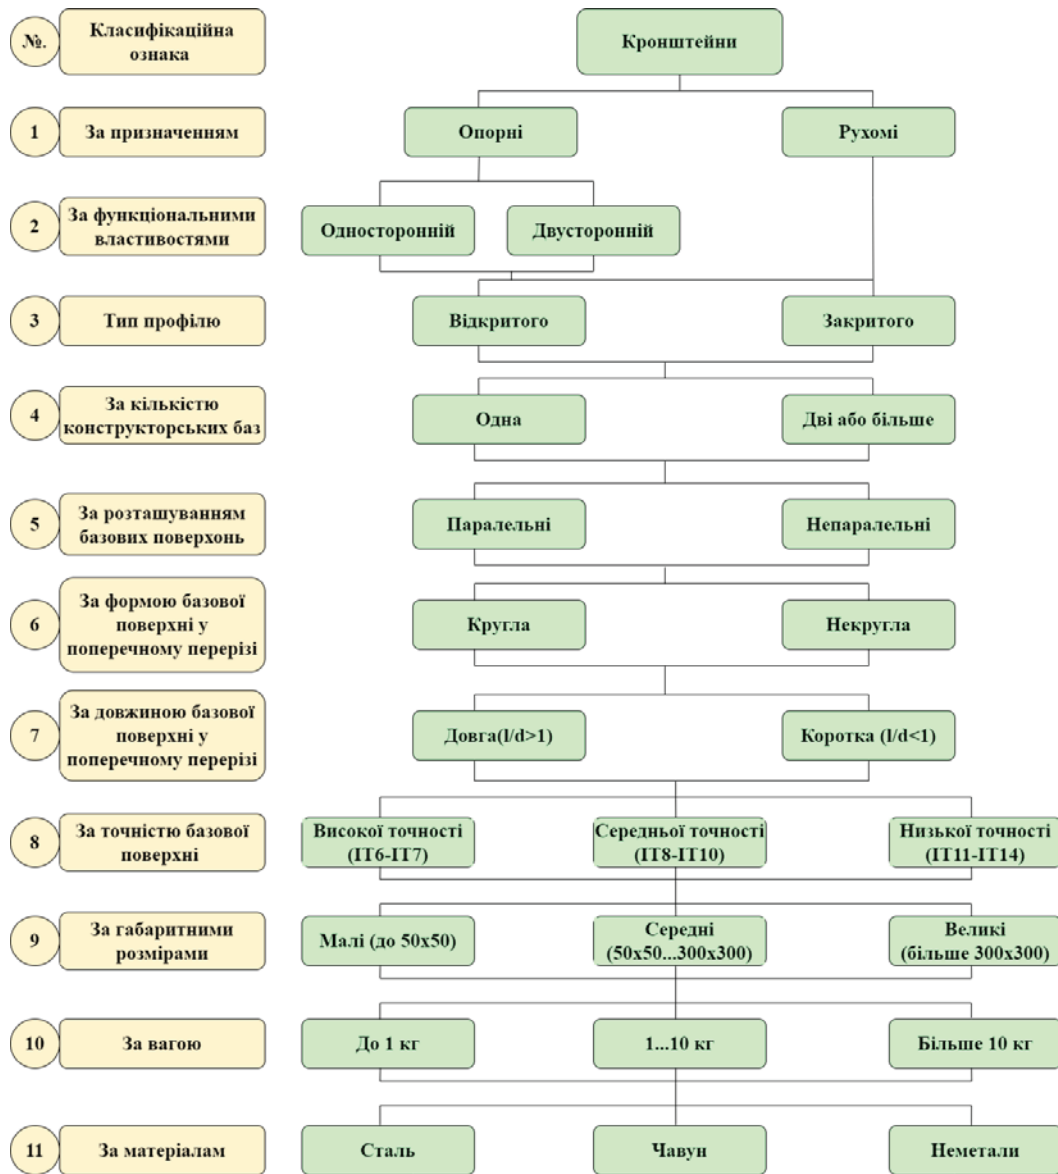 №.
Класифікаційна
ознака
Кронштейни
1
За призначенням
Опорні
Рухомі
2
За функціональними
властивостями
Односторонній
Двусторонній
3
Тип профілю
Відкритого
Закритого
4
За кількістю
конструкторських баз
Одна
Дві або більше
5
За розташуванням
базових поверхонь
Паралельні
Непаралельні
6
За формою базової
поверхні у
поперечному перерізі
Кругла
Некругла
7
За довжиною базової
поверхні у
поперечному перерізі
Довга(l/d>1)
Коротка (l/d<1)
8
За точністю базової
поверхні
Високої точності
(IT6-IT7)
Середньої точності
(IT8-IT10)
Низької точності
(IT11-IT14)
9
За габаритними
розмірами
Малі (до 50x50)
Середні
(50x50...300x300)
Великі
(більше 300x300)
10
За вагою
До 1 кг
1...10 кг
Більше 10 кг
11
За матеріалам
Сталь
Чавун
Неметали